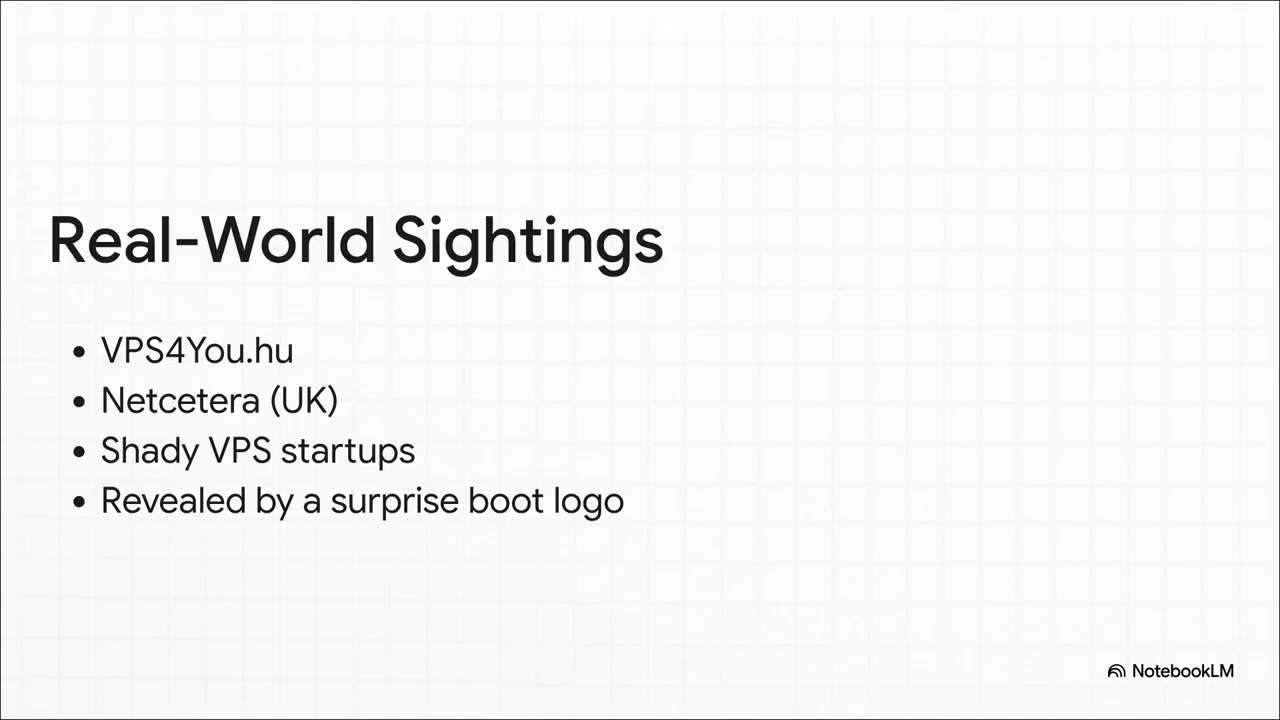 Real-World Sightings
• VPS4You.hu
• Netcetera (UK)
• Shady VPS startups
• Revealed by a surprise boot logo
NotebookLM